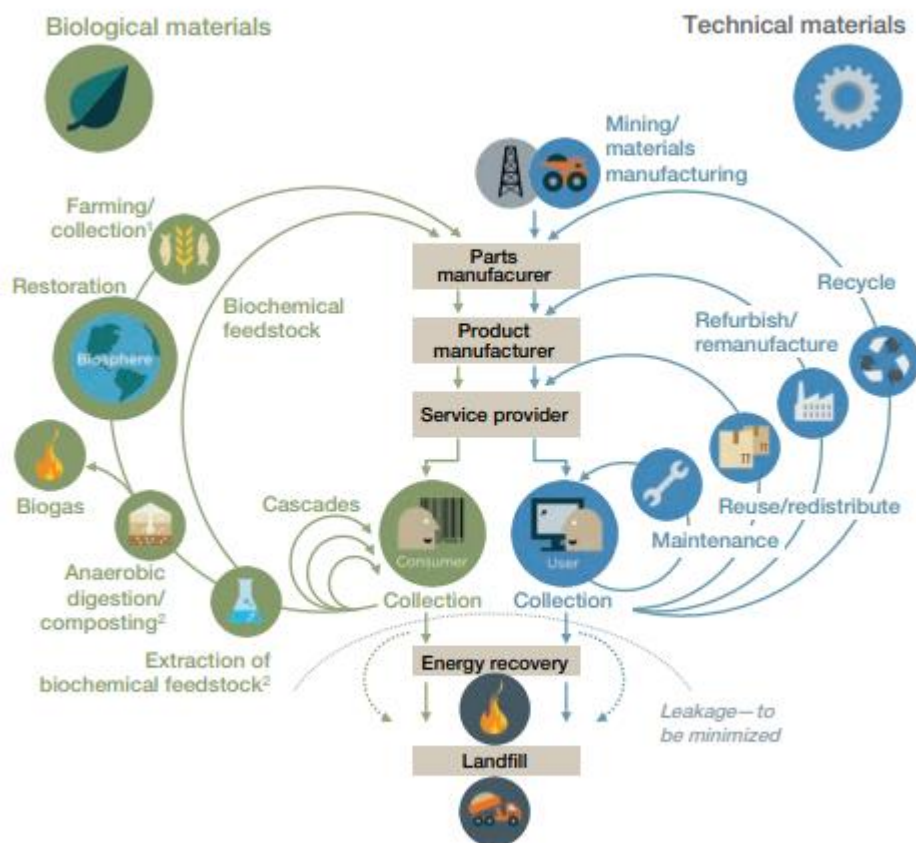 Biological materials
Technical materials
Mining/
materials
manufacturing
Farming/
collection¹
Restoration
Biosphere
Biochemical
feedstock
Parts
manufacurer
Recycle
Product
manufacturer
Refurbish/
remanufacture
Service provider
Biogas
Cascades
Consumer
User
Reuse/redistribute
Maintenance
Anaerobic
digestion/
composting²
Collection
Collection
Extraction of
biochemical feedstock²
Energy recovery
Leakage—to
be minimized
Landfill